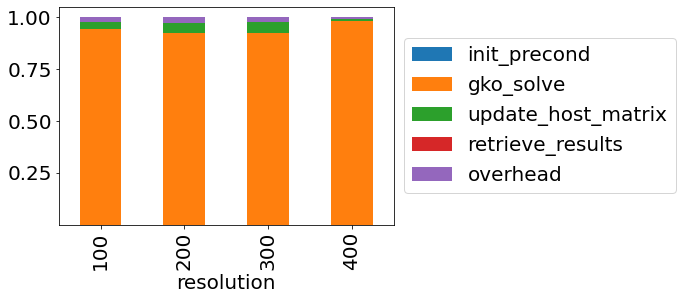 1.00
0.75
0.50
0.25
100
200
300
400
resolution
init_precond
gko_solve
update_host_matrix
retrieve_results
overhead